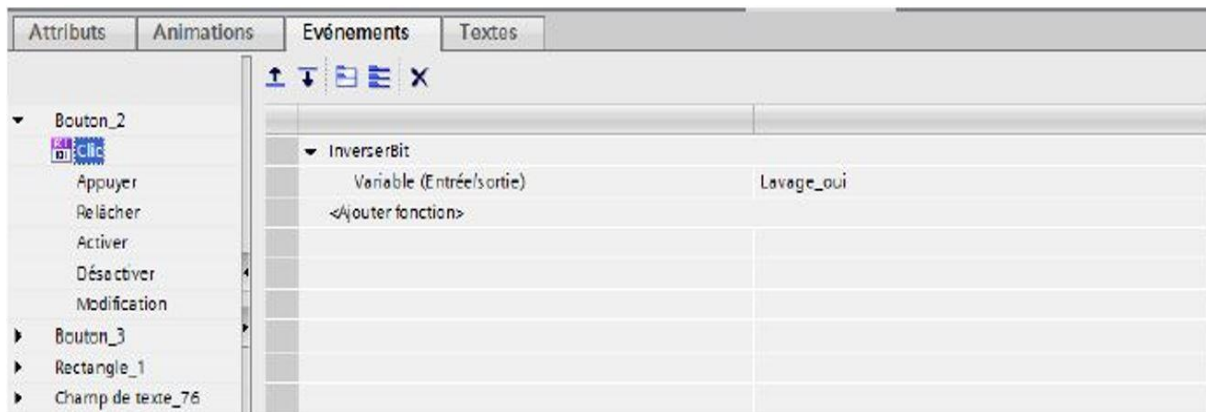 Attributs Animations Evénements Textes
Bouton_2
Clic
InverserBit
Appuyer
Variable (Entrée/sortie) Lavage_oui
Relâcher
<Ajouter fonction>
Activer
Désactiver
Modification
Bouton_3
Rectangle_1
Champ de texte_76